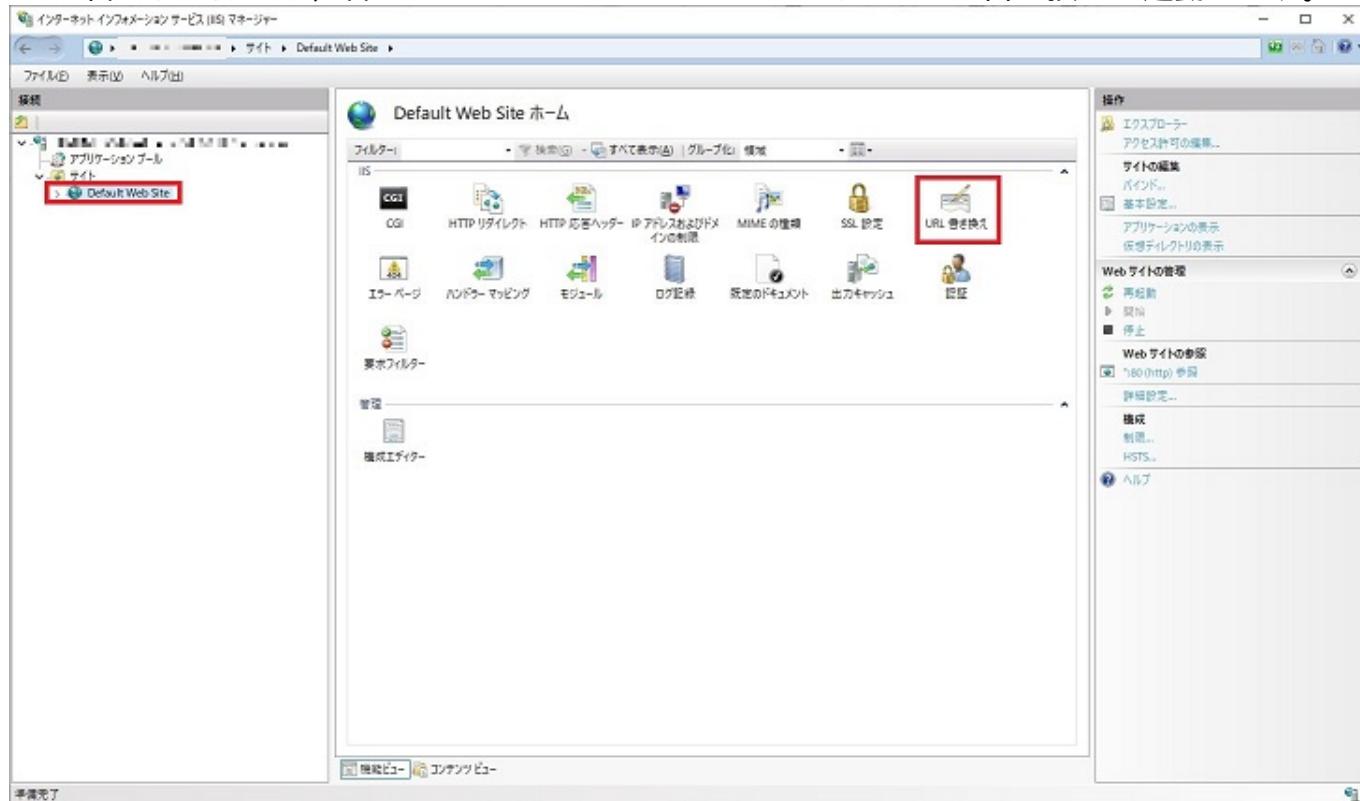 インターネット インフォメーション サービス (IIS) マネージャー
サイト Default Web Site
ファイル(F) 表示(V) ヘルプ(H)
接続
アプリケーション プール
サイト
Default Web Site
Default Web Site ホーム
フィルター: 検索(G) すべて表示(A) グループ化: 領域
IIS
CGI
CGI HTTP リダイレクト HTTP 応答ヘッダー IP アドレスおよびドメインの制限 MIME の種類 SSL 設定 URL 書き換え
404
エラー ページ ハンドラー マッピング モジュール ログ記録 既定のドキュメント 出力キャッシュ 認証
要求フィルター
管理
構成エディター
機能ビュー コンテンツ ビュー
準備完了
操作
エクスプローラー
アクセス許可の編集...
サイトの編集
バインド...
基本設定...
アプリケーションの表示
仮想ディレクトリの表示
Web サイトの管理
再起動
開始
停止
Web サイトの参照
*:80 (http) 参照
詳細設定...
構成
制限...
HSTS...
ヘルプ